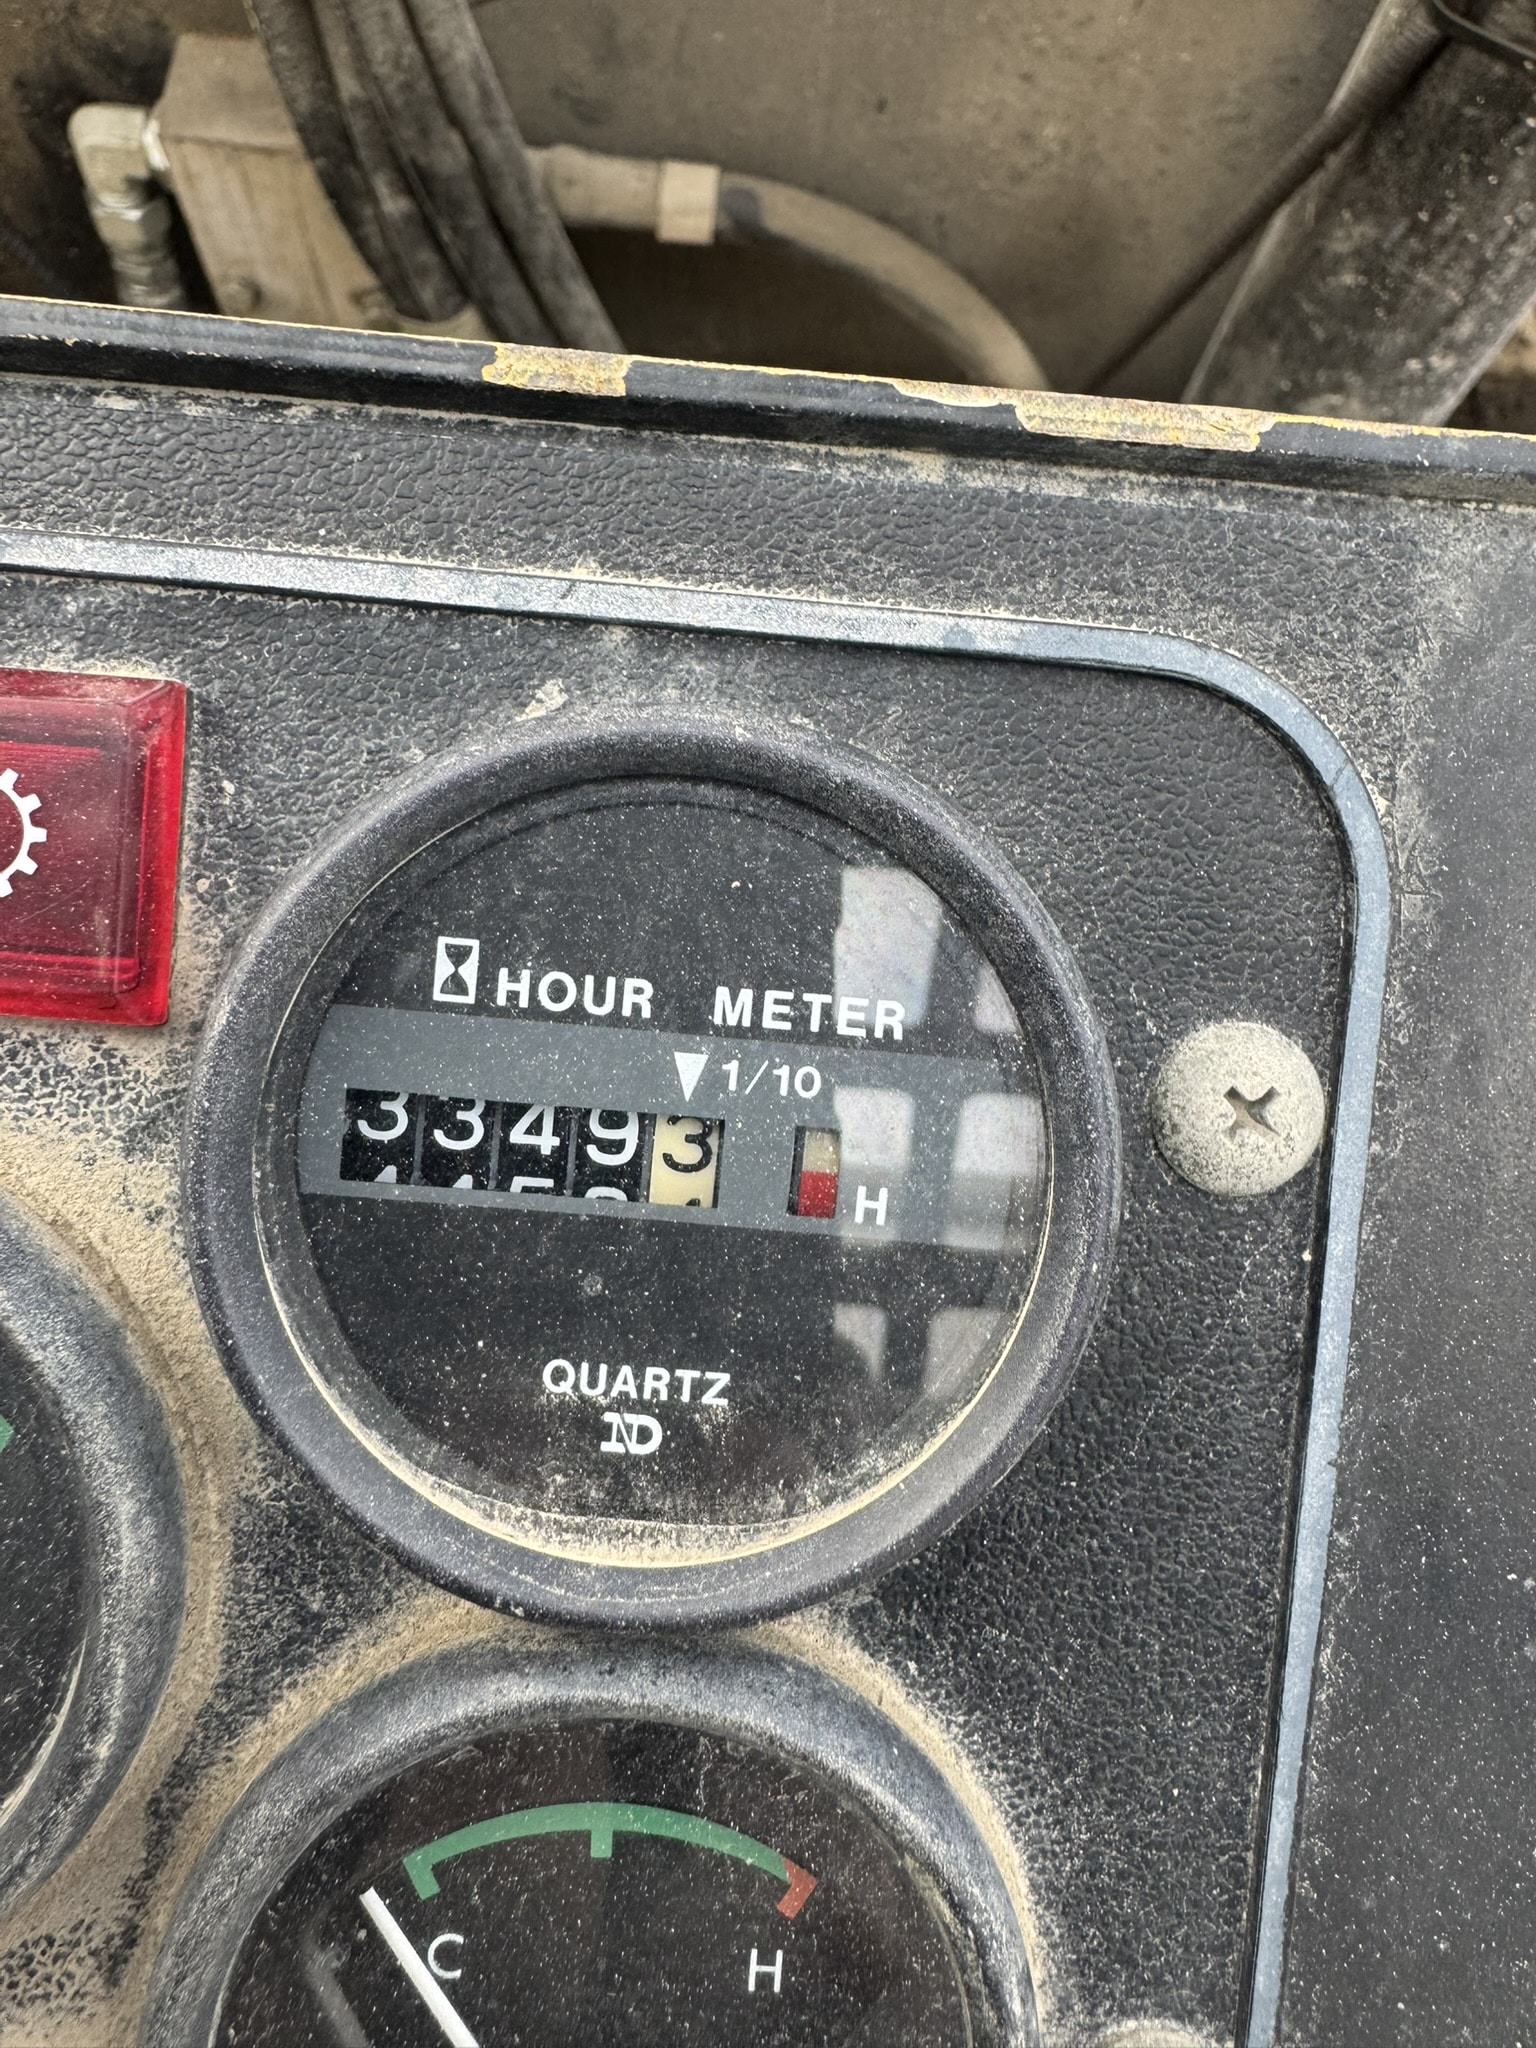 HOUR METER
1/10
33493
H
QUARTZ
ND
C H